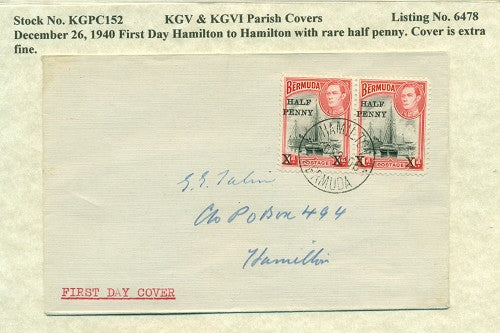 Stock No. KGPC152 KGV & KGVI Parish Covers Listing No. 6478
December 26, 1940 First Day Hamilton to Hamilton with rare half penny. Cover is extra
fine.
BERMUDA BERMUDA
HALF PENNY HALF PENNY
X X
POSTAGE POSTAGE
HAMILTON
BERMUDA
C/o P.O Box 494
Hamilton
FIRST DAY COVER